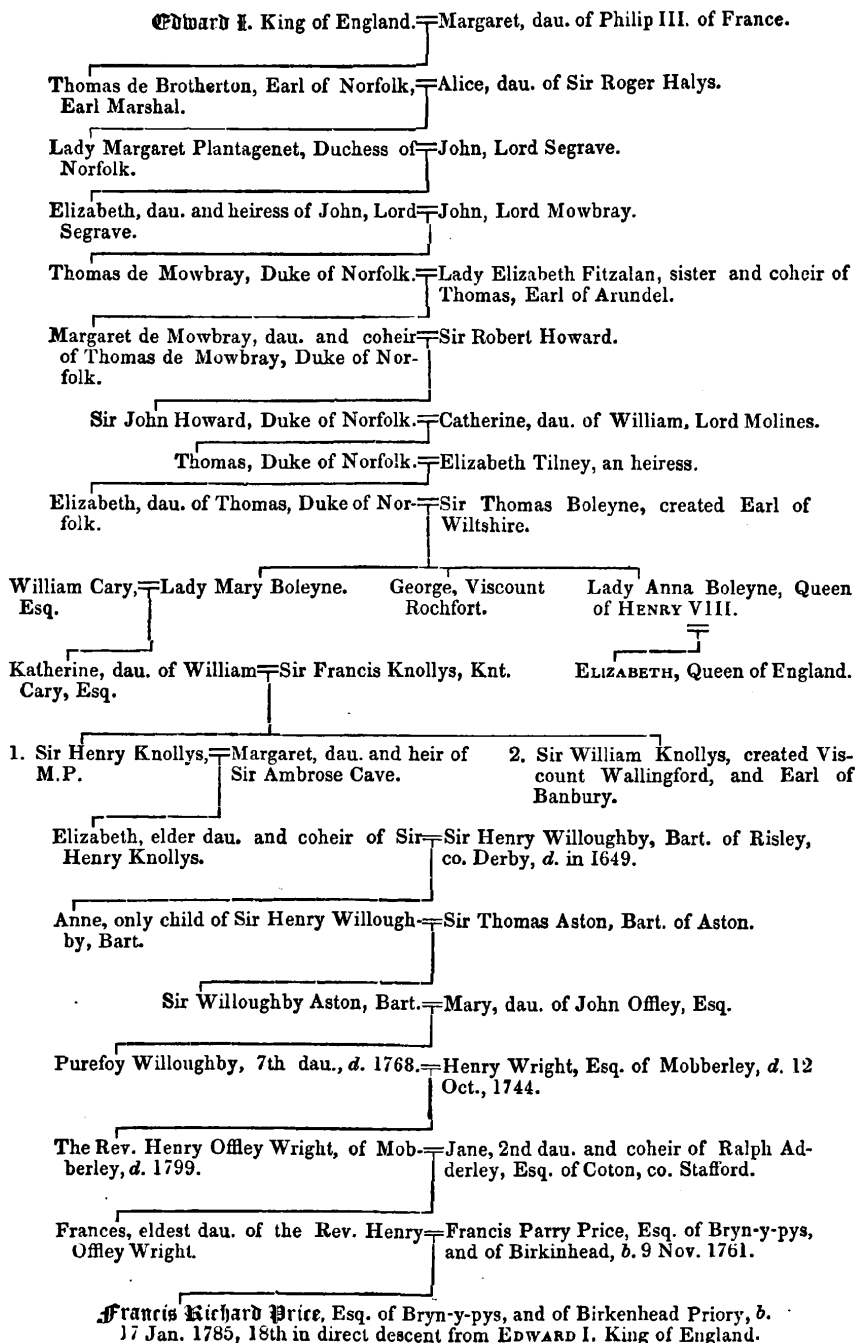 Edward I. King of England.=Margaret, dau. of Philip III. of France.
Thomas de Brotherton, Earl of Norfolk,=Alice, dau. of Sir Roger Halys.
Earl Marshal.
Lady Margaret Plantagenet, Duchess of=John, Lord Segrave.
Norfolk.
Elizabeth, dau. and heiress of John, Lord=John, Lord Mowbray.
Segrave.
Thomas de Mowbray, Duke of Norfolk.=Lady Elizabeth Fitzalan, sister and coheir of
Thomas, Earl of Arundel.
Margaret de Mowbray, dau. and coheir=Sir Robert Howard.
of Thomas de Mowbray, Duke of Nor-
folk.
Sir John Howard, Duke of Norfolk.=Catherine, dau. of William, Lord Molines.
Thomas, Duke of Norfolk.=Elizabeth Tilney, an heiress.
Elizabeth, dau. of Thomas, Duke of Nor-=Sir Thomas Boleyne, created Earl of
folk. Wiltshire.
William Cary,=Lady Mary Boleyne. George, Viscount Lady Anna Boleyne, Queen
Esq. Rochfort. of HENRY VIII.
Katherine, dau. of William=Sir Francis Knollys, Knt. ELIZABETH, Queen of England.
Cary, Esq.
1. Sir Henry Knollys,=Margaret, dau. and heir of 2. Sir William Knollys, created Vis-
M.P. Sir Ambrose Cave. count Wallingford, and Earl of
Banbury.
Elizabeth, elder dau. and coheir of Sir=Sir Henry Willoughby, Bart. of Risley,
Henry Knollys. co. Derby, d. in 1649.
Anne, only child of Sir Henry Willough-=Sir Thomas Aston, Bart. of Aston.
by, Bart.
Sir Willoughby Aston, Bart.=Mary, dau. of John Offley, Esq.
Purefoy Willoughby, 7th dau., d. 1768.=Henry Wright, Esq. of Mobberley, d. 12
Oct., 1744.
The Rev. Henry Offley Wright, of Mob-=Jane, 2nd dau. and coheir of Ralph Ad-
berley, d. 1799. derley, Esq. of Coton, co. Stafford.
Frances, eldest dau. of the Rev. Henry=Francis Parry Price, Esq. of Bryn-y-pys,
Offley Wright. and of Birkinhead, b. 9 Nov. 1761.
Francis Richard Price, Esq. of Bryn-y-pys, and of Birkenhead Priory, b.
17 Jan. 1785, 18th in direct descent from EDWARD I. King of England.